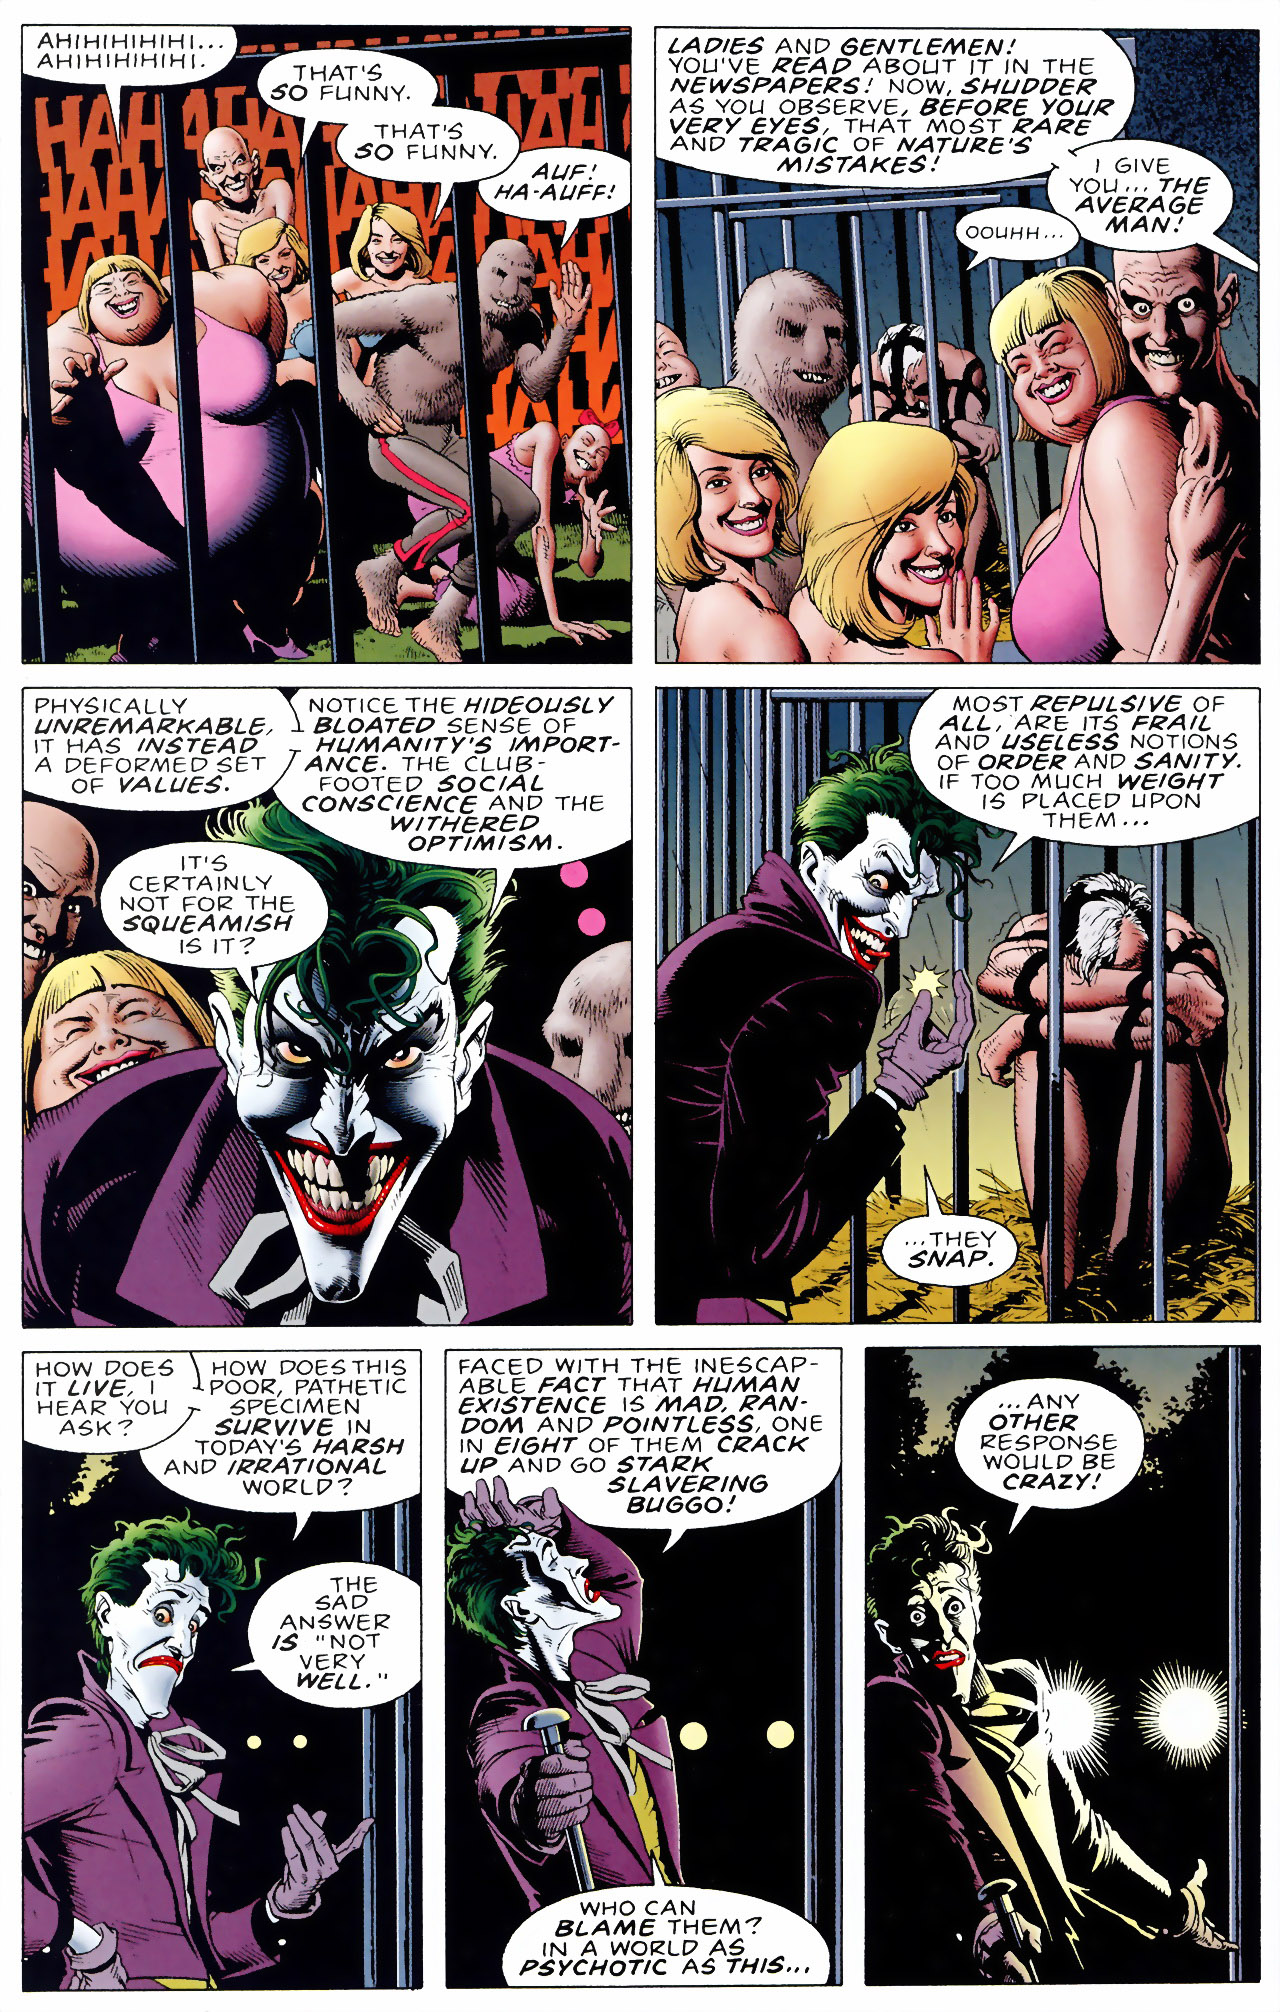 AHIHIHIHIHI...
AHIHIHIHIHI.
THAT'S
SO FUNNY.
THAT'S
SO FUNNY.
AUF!
HA-AUFF!
LADIES AND GENTLEMEN!
YOU'VE READ ABOUT IT IN THE
NEWSPAPERS! NOW, SHUDDER
AS YOU OBSERVE, BEFORE YOUR
VERY EYES, THAT MOST RARE
AND TRAGIC OF NATURE'S
MISTAKES!
I GIVE
YOU... THE
AVERAGE
MAN!
OOUHH...
PHYSICALLY
UNREMARKABLE,
IT HAS INSTEAD
A DEFORMED SET
OF VALUES.
NOTICE THE HIDEOUSLY
BLOATED SENSE OF
HUMANITY'S IMPORT-
ANCE. THE CLUB-
FOOTED SOCIAL
CONSCIENCE AND THE
WITHERED
OPTIMISM.
IT'S
CERTAINLY
NOT FOR THE
SQUEAMISH
IS IT?
MOST REPULSIVE OF
ALL, ARE ITS FRAIL
AND USELESS NOTIONS
OF ORDER AND SANITY.
IF TOO MUCH WEIGHT
IS PLACED UPON
THEM...
...THEY
SNAP.
HOW DOES
IT LIVE, I
HEAR YOU
ASK?
HOW DOES THIS
POOR, PATHETIC
SPECIMEN
SURVIVE IN
TODAY'S HARSH
AND IRRATIONAL
WORLD?
THE
SAD
ANSWER
IS "NOT
VERY
WELL."
FACED WITH THE INESCAP-
ABLE FACT THAT HUMAN
EXISTENCE IS MAD, RAN-
DOM AND POINTLESS, ONE
IN EIGHT OF THEM CRACK
UP AND GO STARK
SLAVERING
BUGGO!
WHO CAN
BLAME THEM?
IN A WORLD AS
PSYCHOTIC AS THIS...
...ANY
OTHER
RESPONSE
WOULD BE
CRAZY!